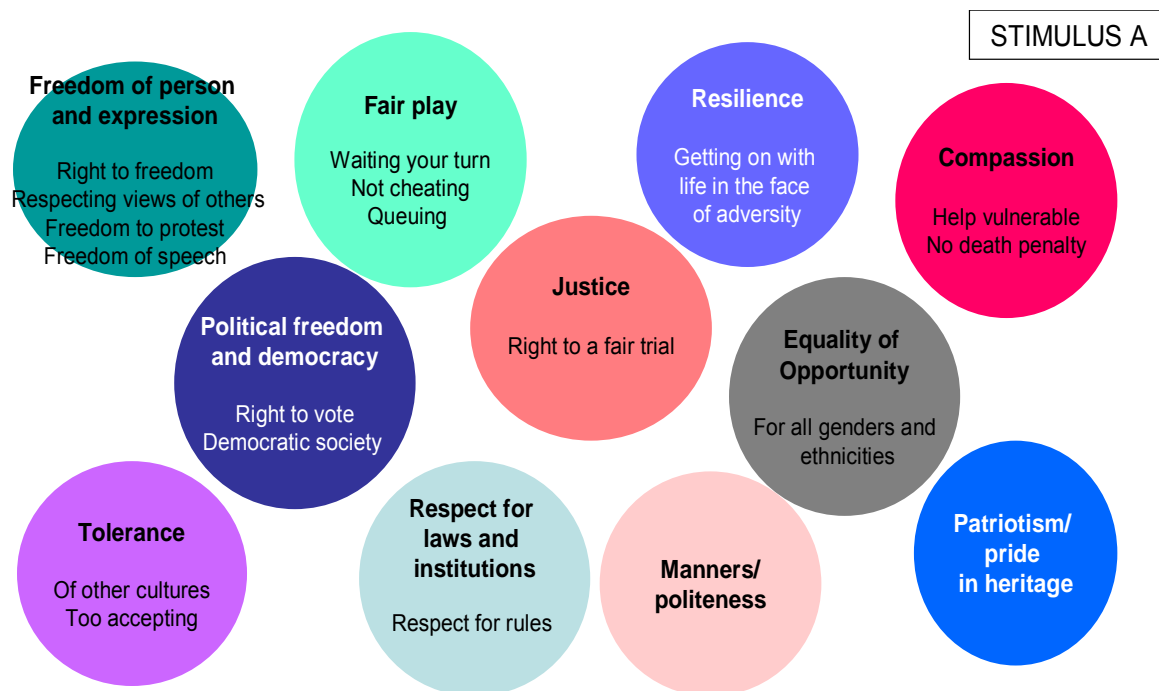 STIMULUS A
Freedom of person
and expression
Right to freedom
Respecting views of others
Freedom to protest
Freedom of speech
Fair play
Waiting your turn
Not cheating
Queuing
Resilience
Getting on with
life in the face
of adversity
Compassion
Help vulnerable
No death penalty
Political freedom
and democracy
Right to vote
Democratic society
Justice
Right to a fair trial
Equality of
Opportunity
For all genders and
ethnicities
Tolerance
Of other cultures
Too accepting
Respect for
laws and
institutions
Respect for rules
Manners/
politeness
Patriotism/
pride
in heritage